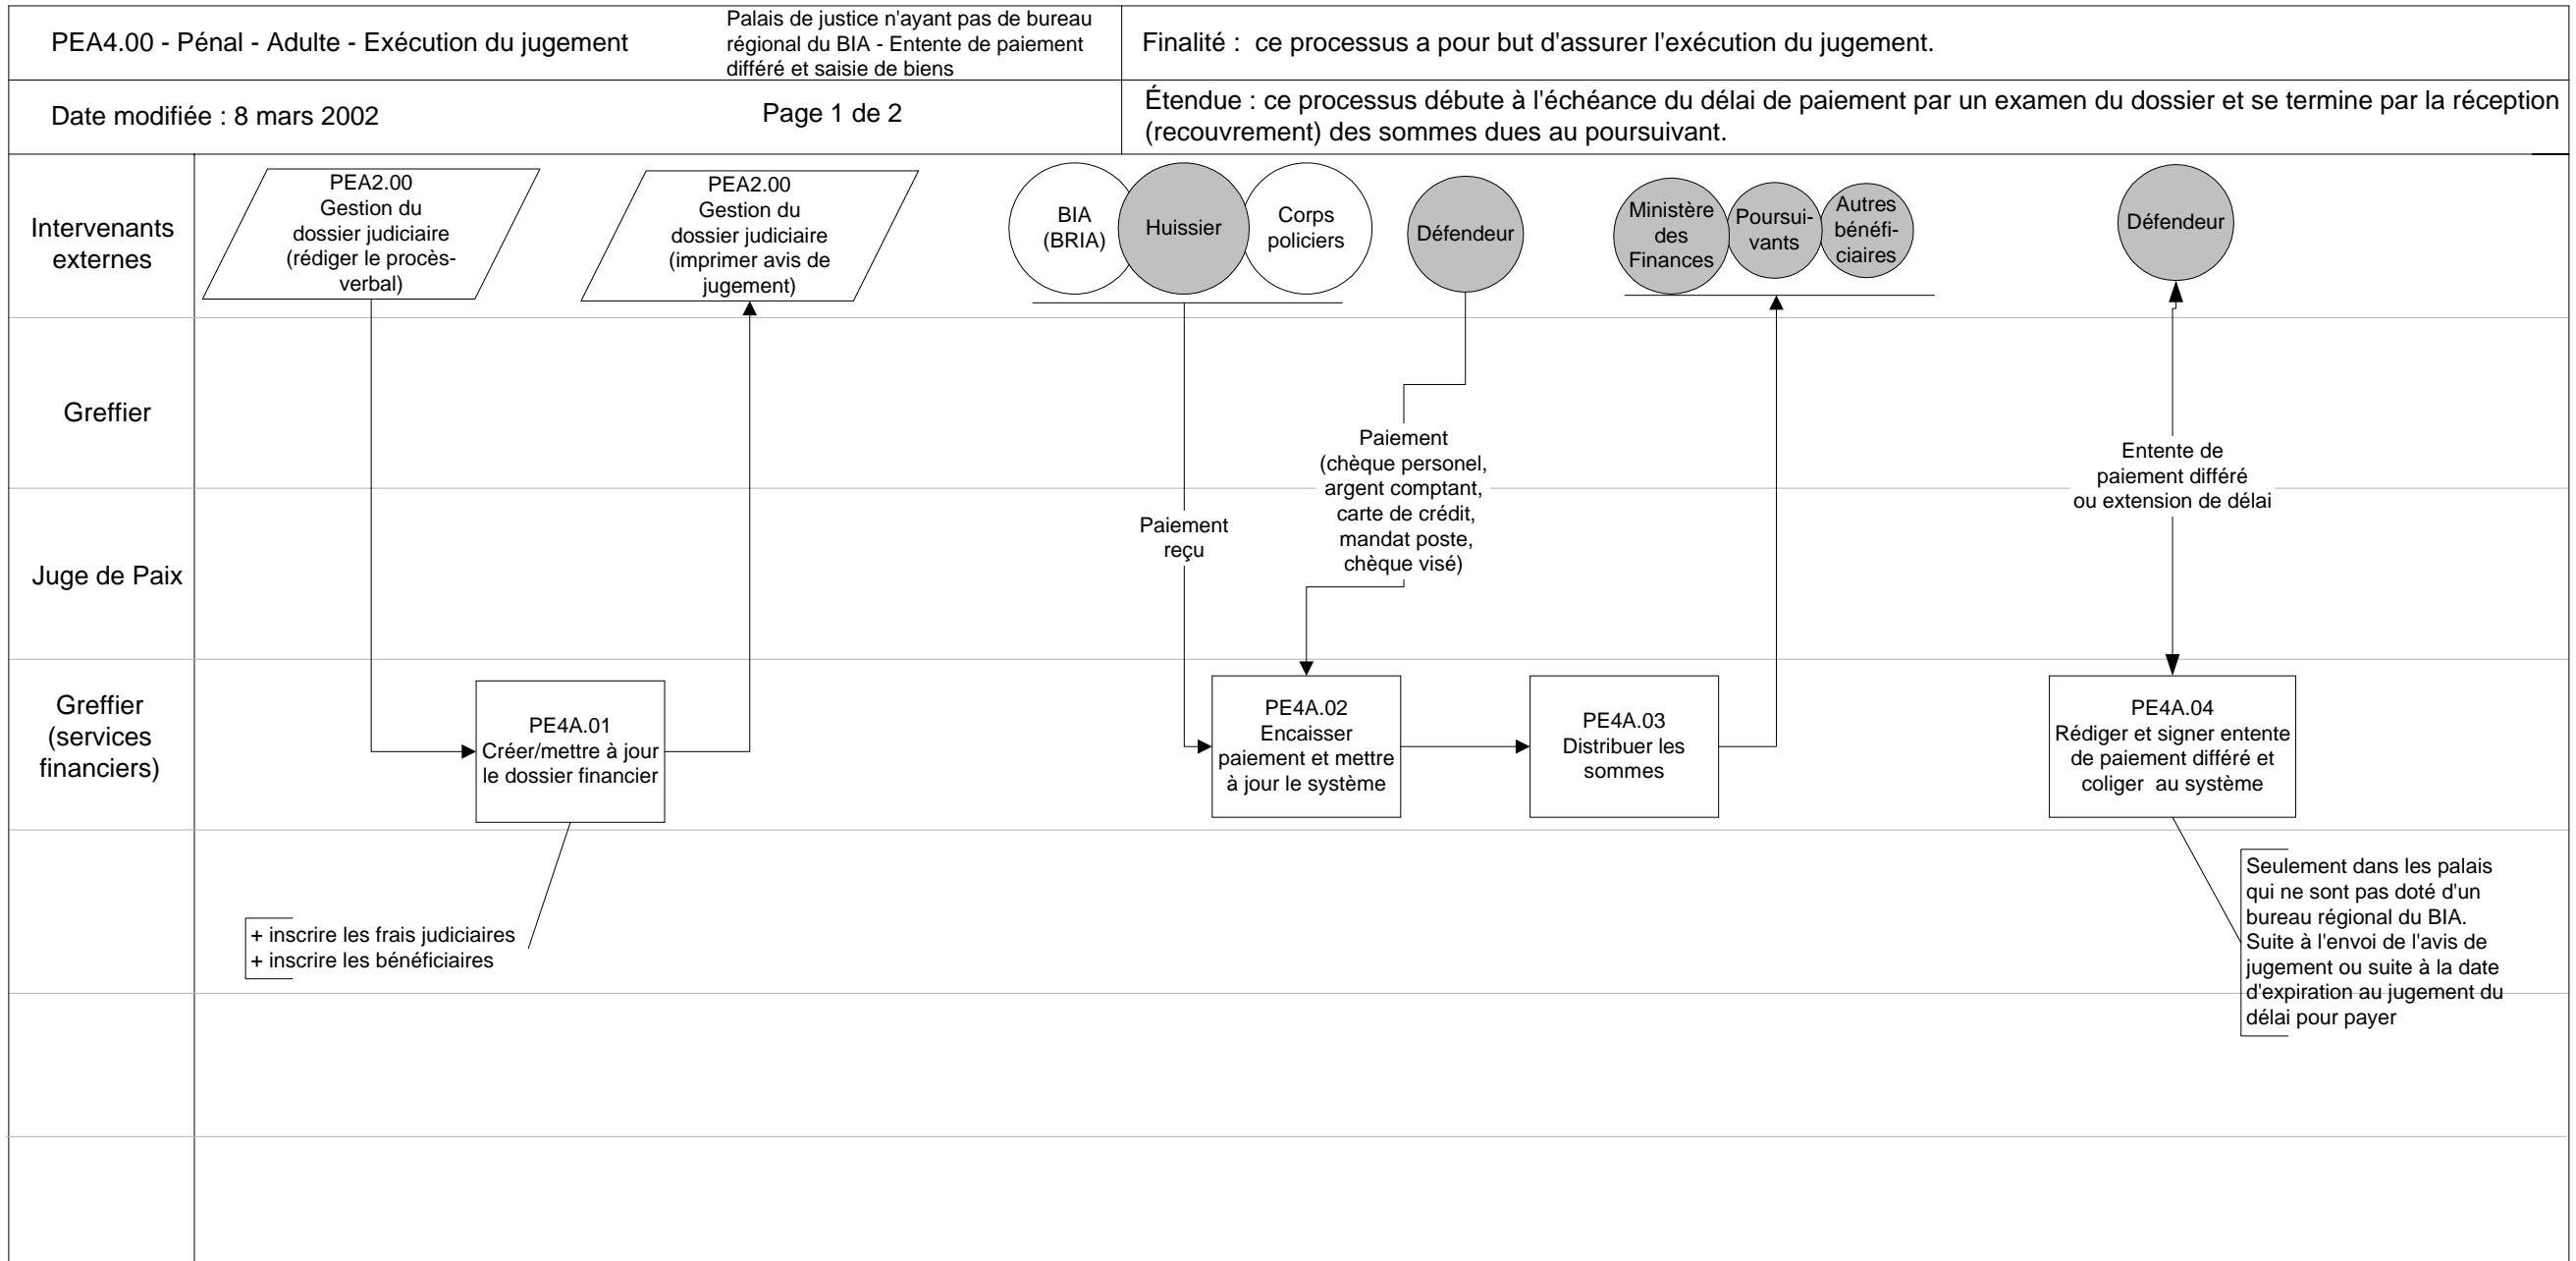 PEA4.00 - Pénal - Adulte - Exécution du jugement
Palais de justice n'ayant pas de bureau
régional du BIA - Entente de paiement
différé et saisie de biens
Finalité :  ce processus a pour but d'assurer l'exécution du jugement.
Date modifiée : 8 mars 2002
Page 1 de 2
Étendue : ce processus débute à l'échéance du délai de paiement par un examen du dossier et se termine par la réception
(recouvrement) des sommes dues au poursuivant.
Intervenants
externes
PEA2.00
Gestion du
dossier judiciaire
(rédiger le procès-
verbal)
PEA2.00
Gestion du
dossier judiciaire
(imprimer avis de
jugement)
BIA
(BRIA)
Huissier
Corps
policiers
Défendeur
Ministère
des
Finances
Poursui-
vants
Autres
bénéfi-
ciaires
Défendeur
Greffier
Paiement
(chèque personel,
argent comptant,
carte de crédit,
mandat poste,
chèque visé)
Entente de
paiement différé
ou extension de délai
Juge de Paix
Paiement
reçu
Greffier
(services
financiers)
PE4A.01
Créer/mettre à jour
le dossier financier
PE4A.02
Encaisser
paiement et mettre
à jour le système
PE4A.03
Distribuer les
sommes
PE4A.04
Rédiger et signer entente
de paiement différé et
coliger  au système
+ inscrire les frais judiciaires
+ inscrire les bénéficiaires
Seulement dans les palais
qui ne sont pas doté d'un
bureau régional du BIA.
Suite à l'envoi de l'avis de
jugement ou suite à la date
d'expiration au jugement du
délai pour payer